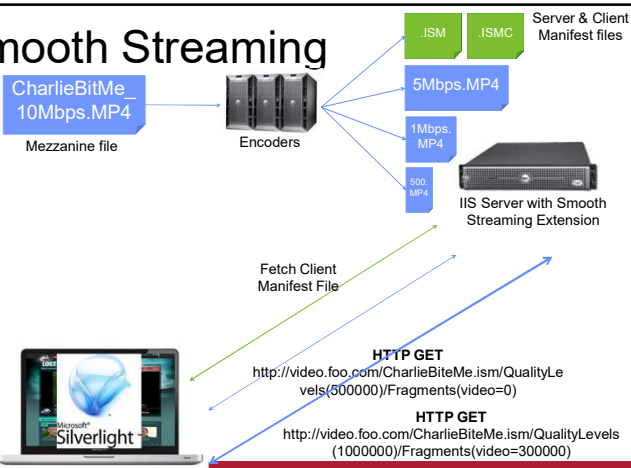 mooth Streaming
CharlieBitMe_
10Mbps.MP4
Mezzanine file
Encoders
.ISM
.ISMC
Server & Client
Manifest files
5Mbps.MP4
1Mbps.
MP4
500.
MP4
IIS Server with Smooth
Streaming Extension
Fetch Client
Manifest File
HTTP GET
http://video.foo.com/CharlieBiteMe.ism/QualityLe
vels(500000)/Fragments(video=0)
HTTP GET
http://video.foo.com/CharlieBiteMe.ism/QualityLevels
(1000000)/Fragments(video=300000)
LOST
Microsoft®
Silverlight™